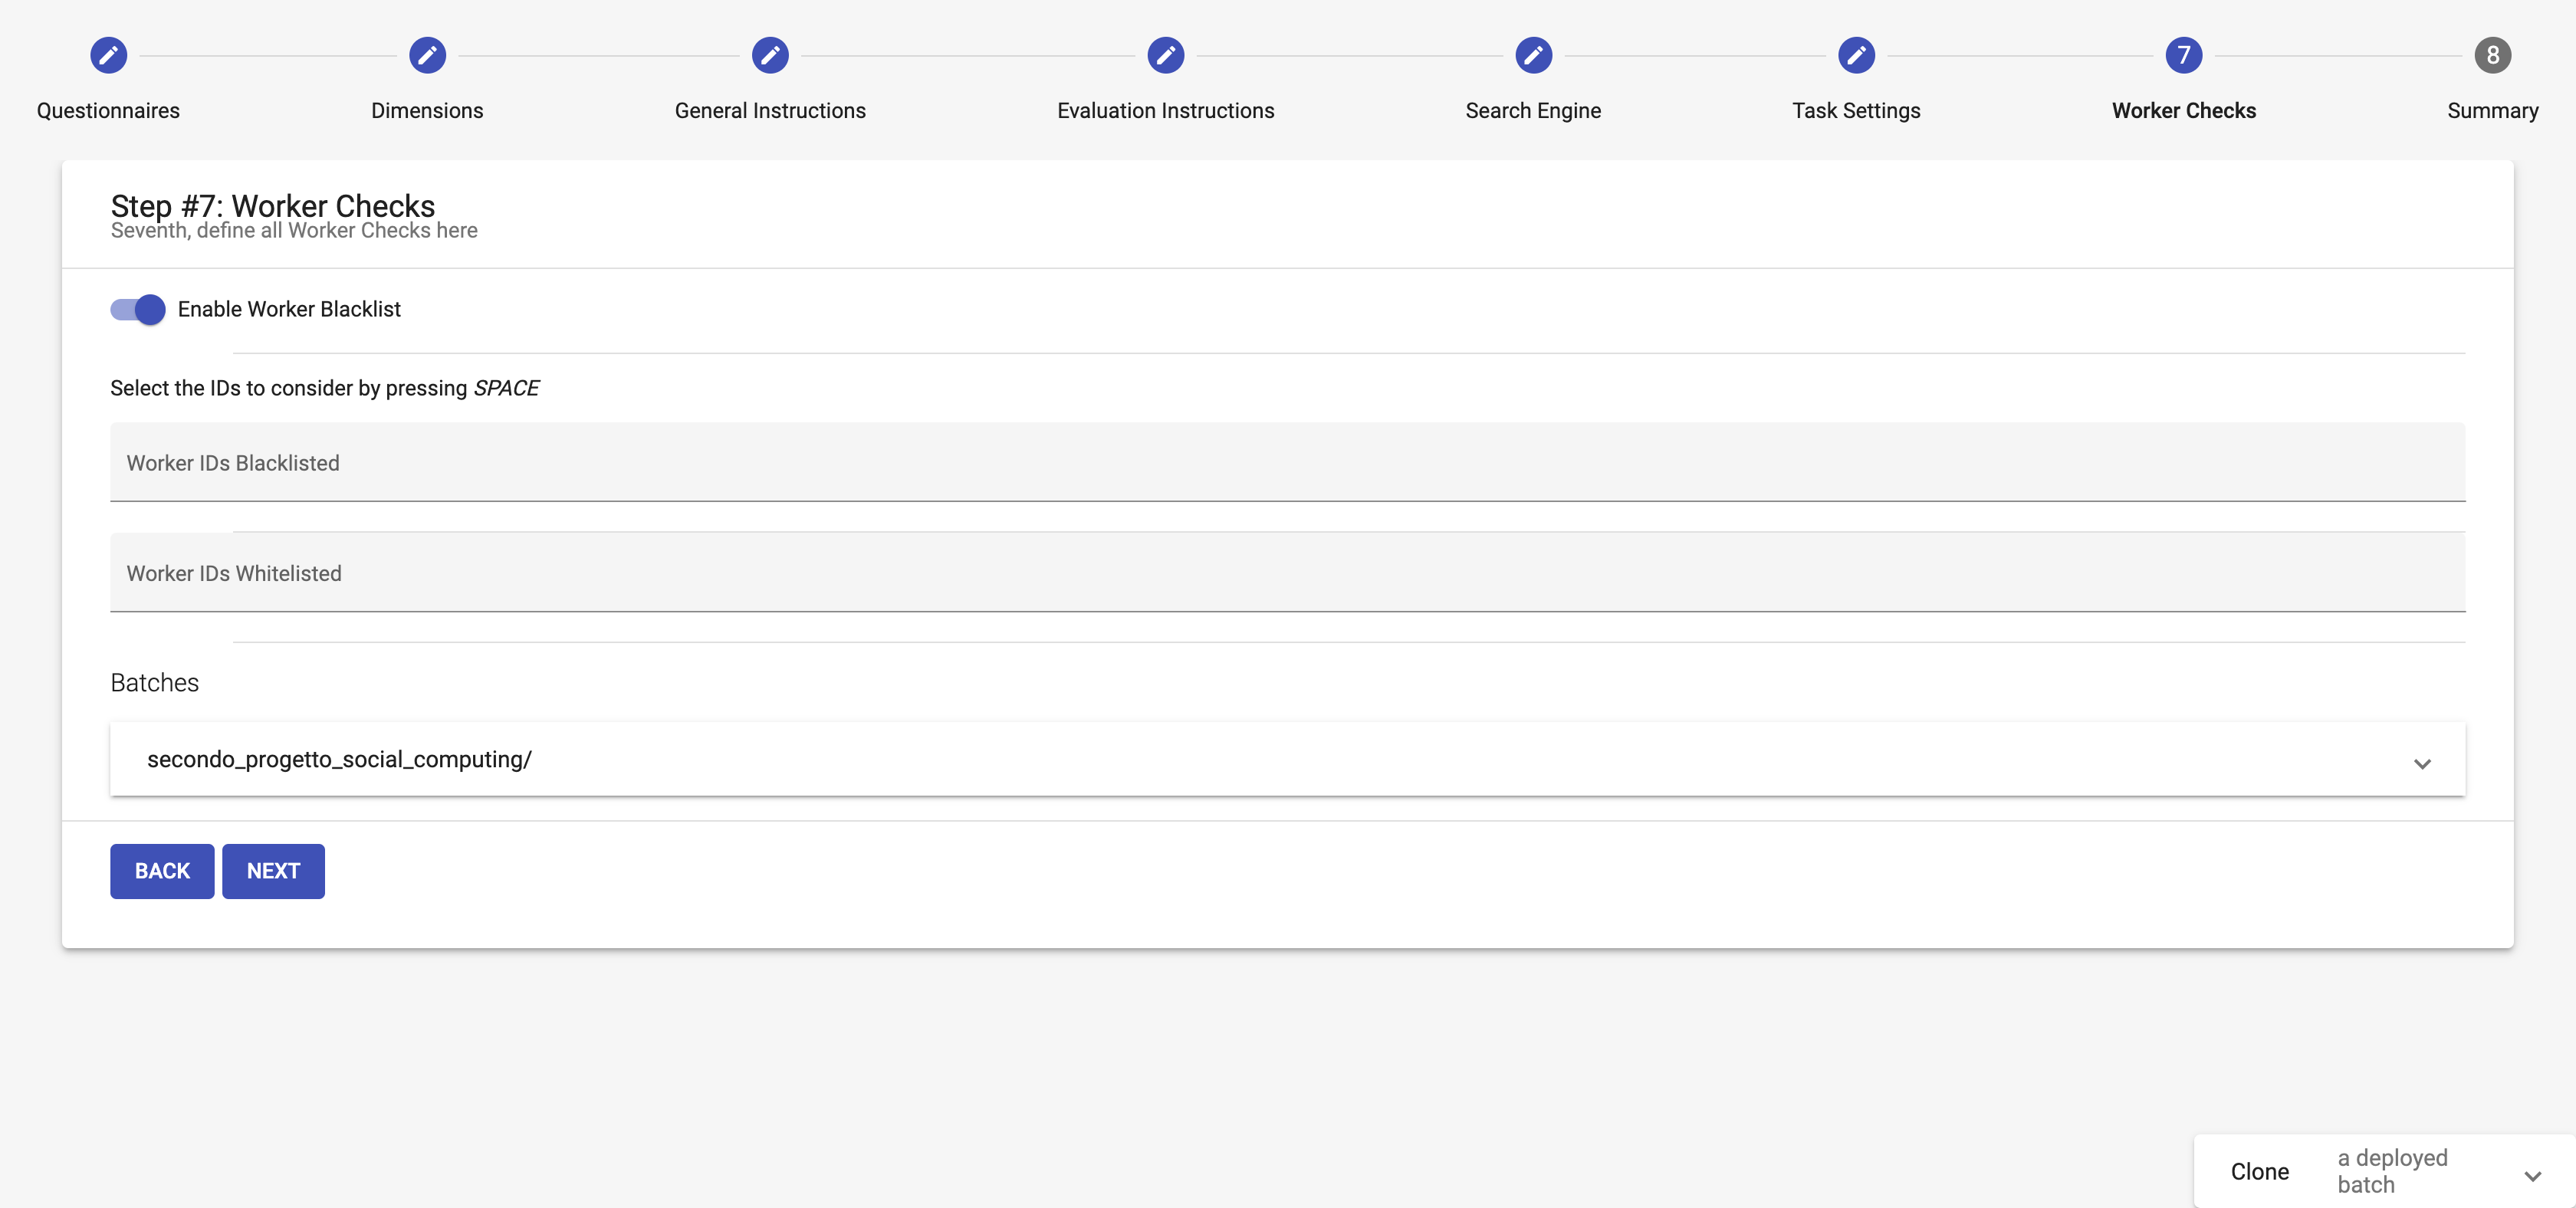 7
8
Questionnaires
Dimensions
General Instructions
Evaluation Instructions
Search Engine
Task Settings
Worker Checks
Summary
Step #7: Worker Checks
Seventh, define all Worker Checks here
Enable Worker Blacklist
Select the IDs to consider by pressing SPACE
Worker IDs Blacklisted
Worker IDs Whitelisted
Batches
secondo_progetto_social_computing/
BACK
NEXT
Clone
a deployed
batch